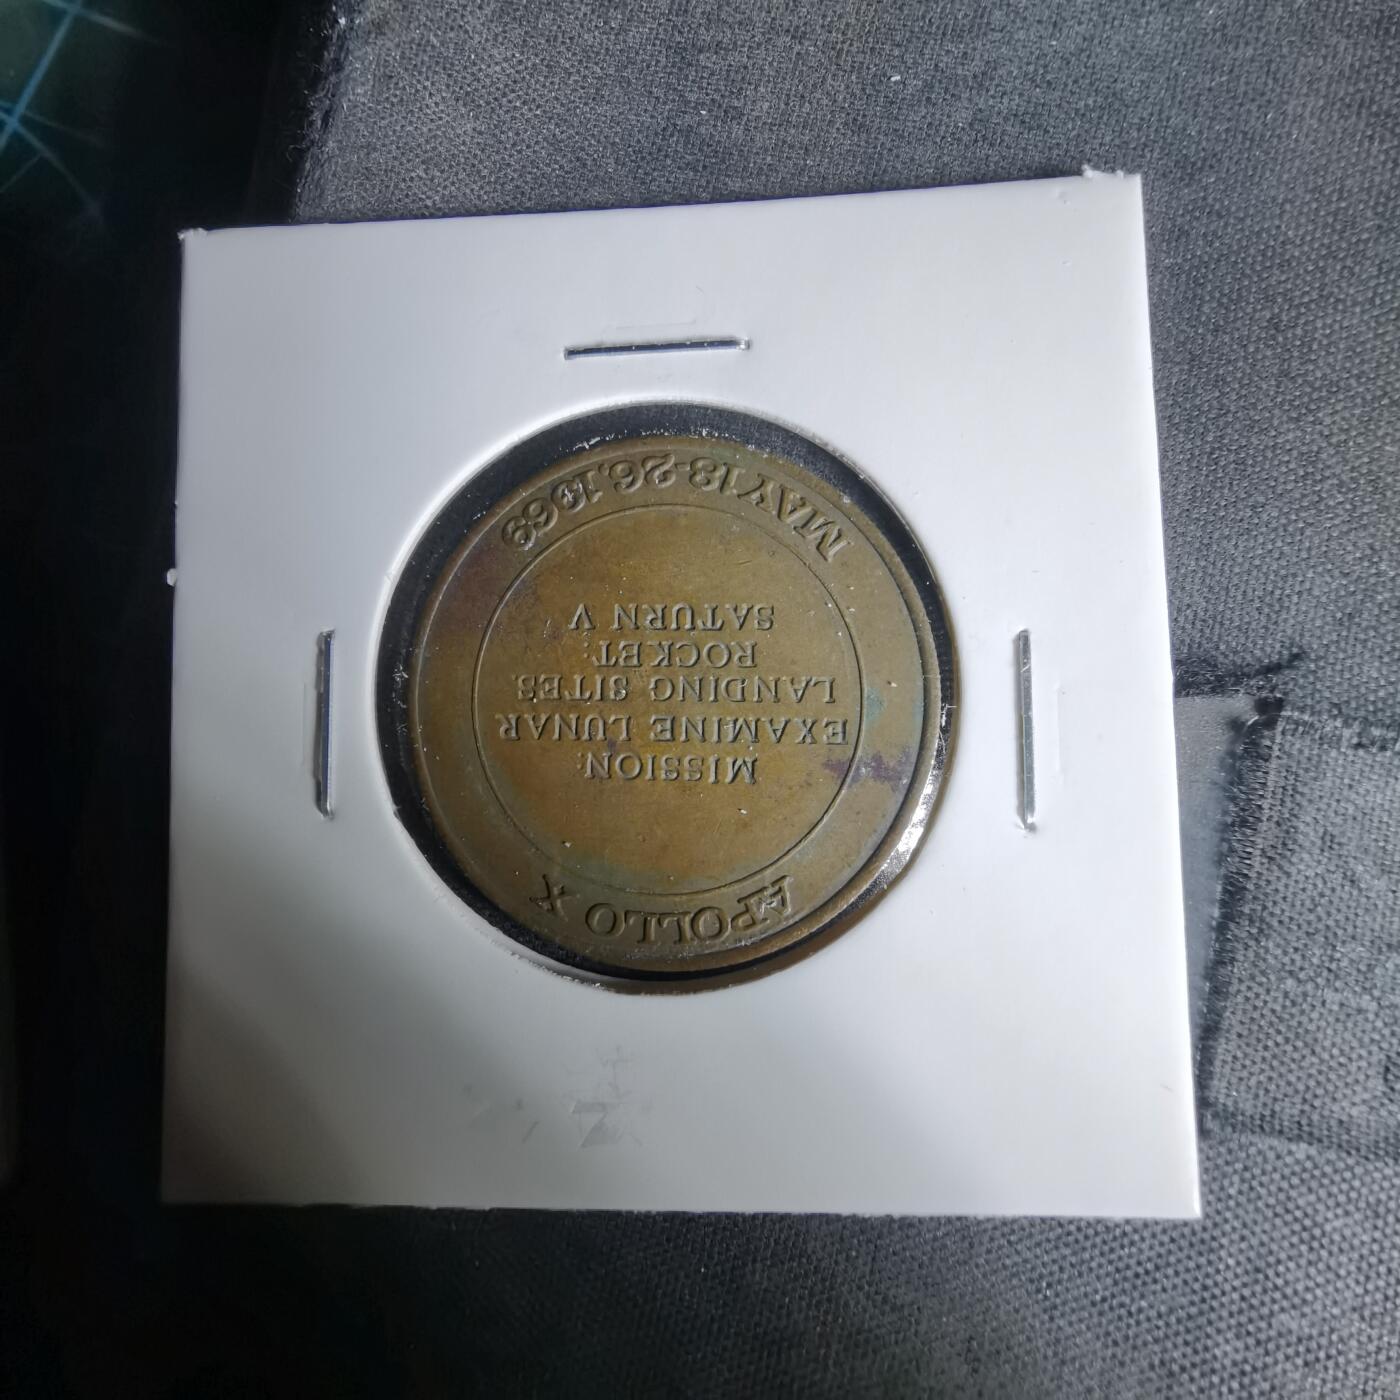 APOLLO X
MISSION:
EXAMINE LUNAR
LANDING SITES
ROCKET:
SATURN V
MAY 18-26, 1969